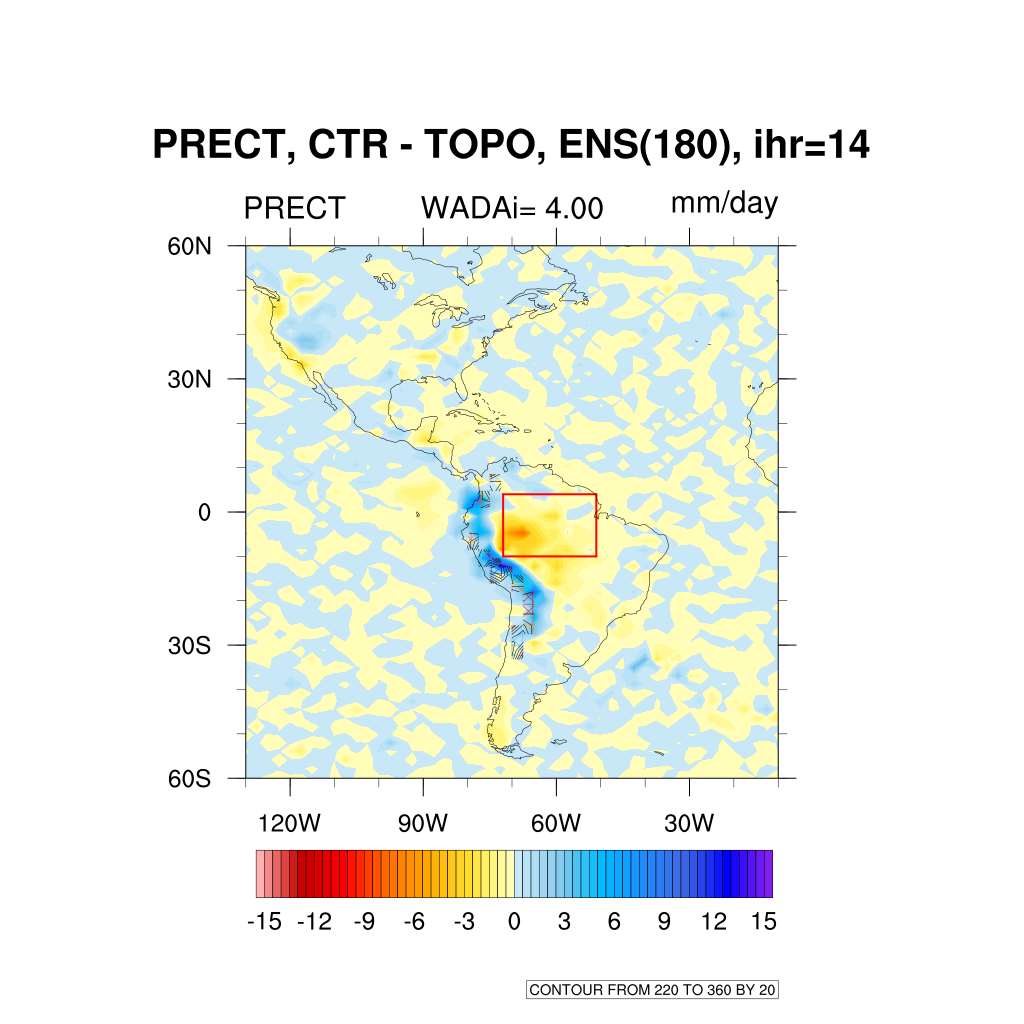 PRECT, CTR - TOPO, ENS(180), ihr=14
PRECT WADAi= 4.00 mm/day
60N
30N
0
30S
60S
120W 90W 60W 30W
-15 -12 -9 -6 -3 0 3 6 9 12 15
CONTOUR FROM 220 TO 360 BY 20